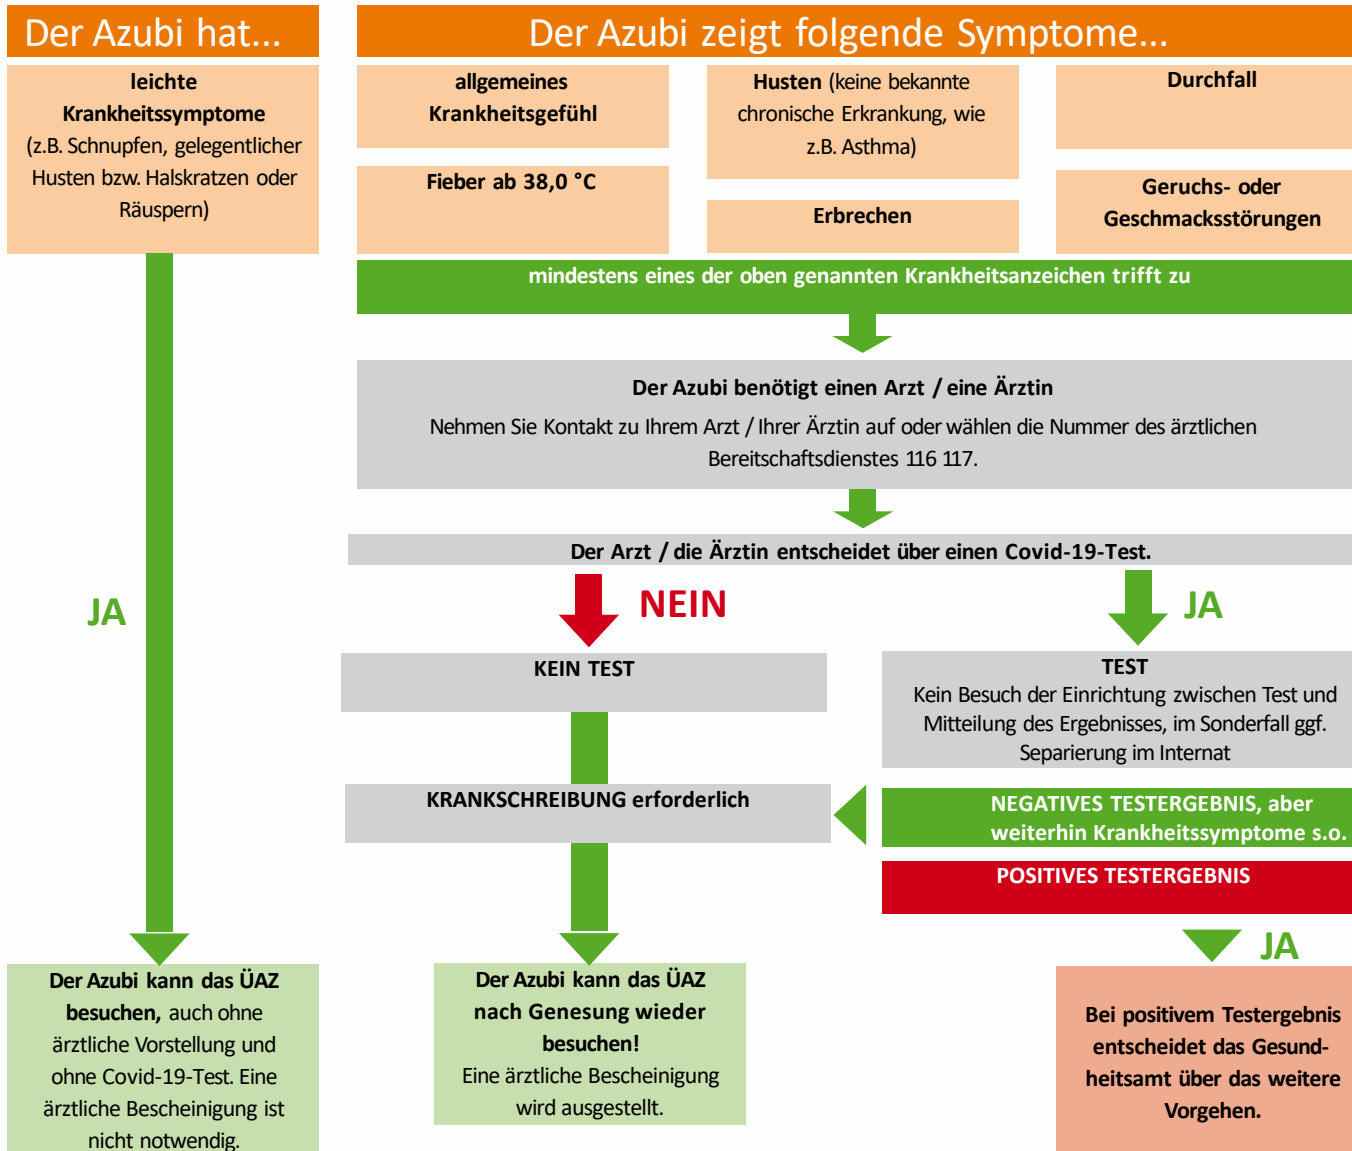 Der Azubi hat...
leichte
Krankheitssymptome
(z.B. Schnupfen, gelegentlicher
Husten bzw. Halskratzen oder
Räuspern)
JA
Der Azubi kann das ÜAZ
besuchen, auch ohne
ärztliche Vorstellung und
ohne Covid-19-Test. Eine
ärztliche Bescheinigung ist
nicht notwendig.
Der Azubi zeigt folgende Symptome...
allgemeines
Krankheitsgefühl
Husten (keine bekannte
chronische Erkrankung, wie
z.B. Asthma)
Durchfall
Fieber ab 38,0 °C
Erbrechen
Geruchs- oder
Geschmacksstörungen
mindestens eines der oben genannten Krankheitsanzeichen trifft zu
Der Azubi benötigt einen Arzt / eine Ärztin
Nehmen Sie Kontakt zu Ihrem Arzt / Ihrer Ärztin auf oder wählen die Nummer des ärztlichen
Bereitschaftsdienstes 116 117.
Der Arzt / die Ärztin entscheidet über einen Covid-19-Test.
NEIN
JA
KEIN TEST
TEST
Kein Besuch der Einrichtung zwischen Test und
Mitteilung des Ergebnisses, im Sonderfall ggf.
Separierung im Internat
KRANKSCHREIBUNG erforderlich
NEGATIVES TESTERGEBNIS, aber
weiterhin Krankheitssymptome s.o.
POSITIVES TESTERGEBNIS
JA
Der Azubi kann das ÜAZ
nach Genesung wieder
besuchen!
Eine ärztliche Bescheinigung
wird ausgestellt.
Bei positivem Testergebnis
entscheidet das Gesund-
heitsamt über das weitere
Vorgehen.